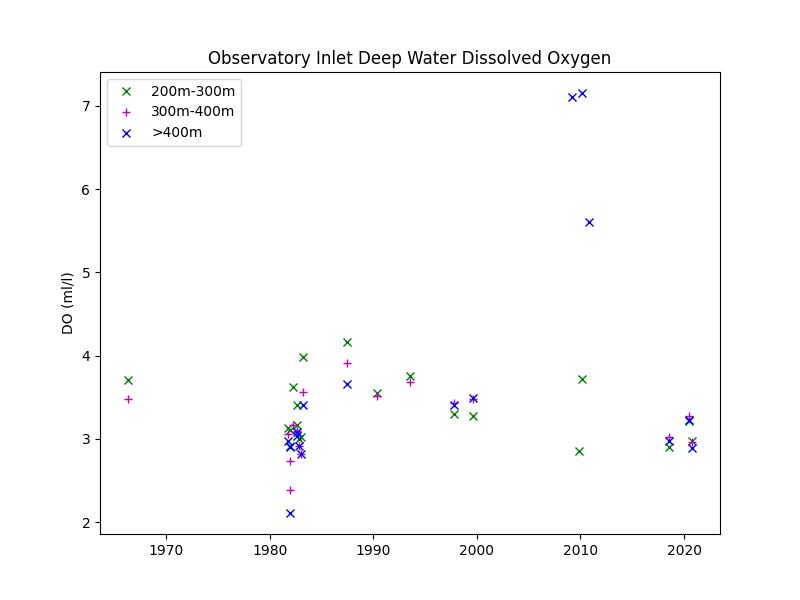 Observatory Inlet Deep Water Dissolved Oxygen
200m-300m
300m-400m
>400m
DO (ml/l)
7
6
5
4
3
2
1970 1980 1990 2000 2010 2020